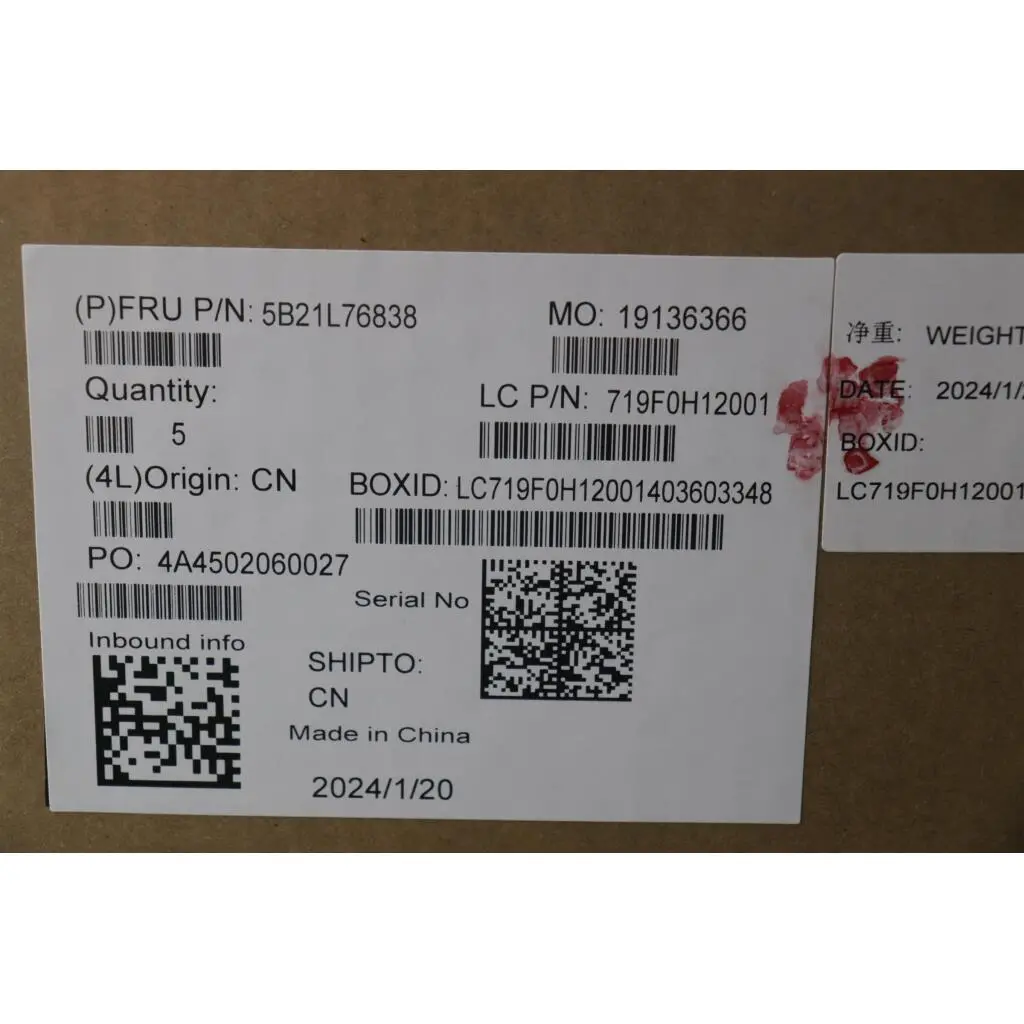 (P)FRU P/N: 5B21L76838
MO: 19136366
Quantity:
5
LC P/N: 719F0H12001
(4L)Origin: CN
BOXID: LC719F0H12001403603348
PO: 4A4502060027
Serial No
Inbound info
SHIPTO:
CN
Made in China
2024/1/20
净重: WEIGHT
DATE: 2024/1/2
BOXID:
LC719F0H12001